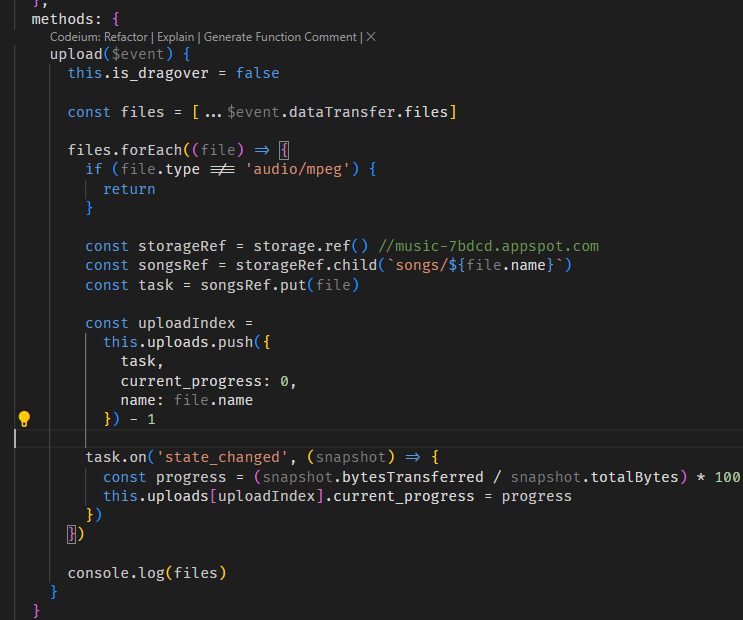 },
methods: {
Codeium: Refactor | Explain | Generate Function Comment | ×
upload($event) {
this.is_dragover = false
const files = [...$event.dataTransfer.files]
files.forEach((file) => {
if (file.type !== 'audio/mpeg') {
return
}
const storageRef = storage.ref() //music-7bdcd.appspot.com
const songsRef = storageRef.child(`songs/${file.name}`)
const task = songsRef.put(file)
const uploadIndex =
this.uploads.push({
task,
current_progress: 0,
name: file.name
}) - 1
task.on('state_changed', (snapshot) => {
const progress = (snapshot.bytesTransferred / snapshot.totalBytes) * 100
this.uploads[uploadIndex].current_progress = progress
})
})
console.log(files)
}
}